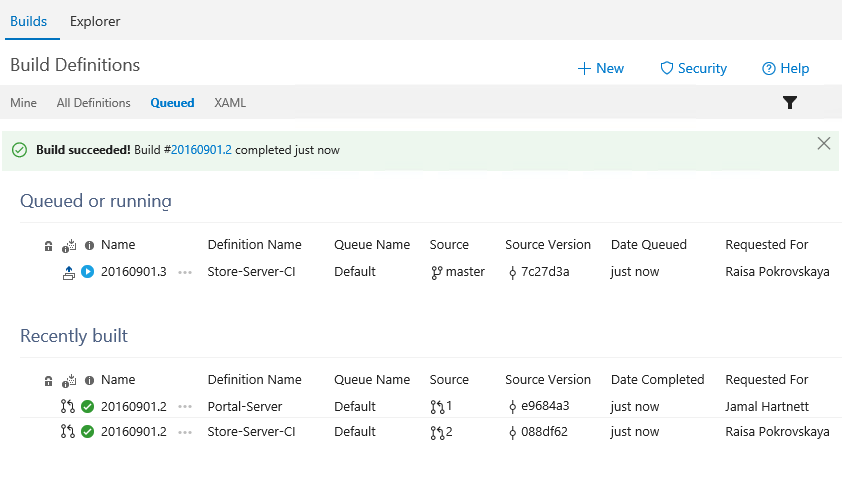 Builds Explorer
Build Definitions
New Security Help
Mine All Definitions Queued XAML
Build succeeded! Build #20160901.2 completed just now
Queued or running
Name Definition Name Queue Name Source Source Version Date Queued Requested For
20160901.3 ••• Store-Server-CI Default master 7c27d3a just now Raisa Pokrovskaya
Recently built
Name Definition Name Queue Name Source Source Version Date Completed Requested For
20160901.2 ••• Portal-Server Default 1 e9684a3 just now Jamal Hartnett
20160901.2 ••• Store-Server-CI Default 2 088df62 just now Raisa Pokrovskaya